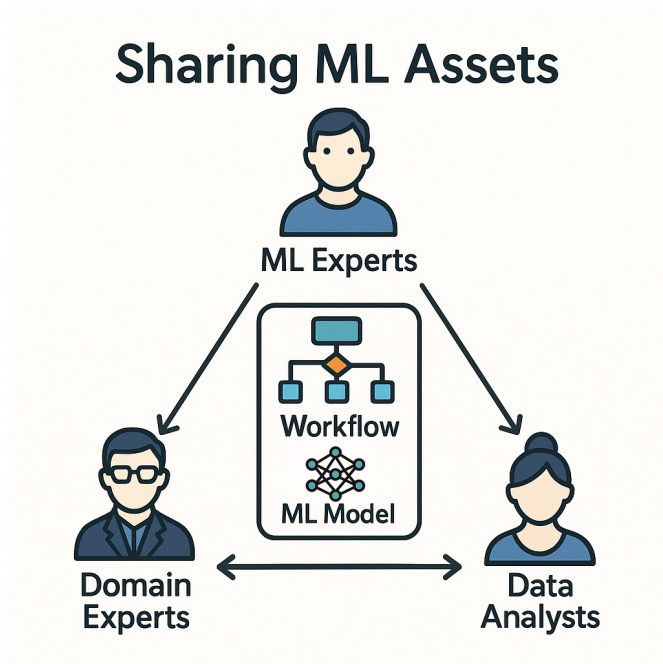 Sharing ML Assets
ML Experts
Workflow
ML Model
Domain
Experts
Data
Analysts